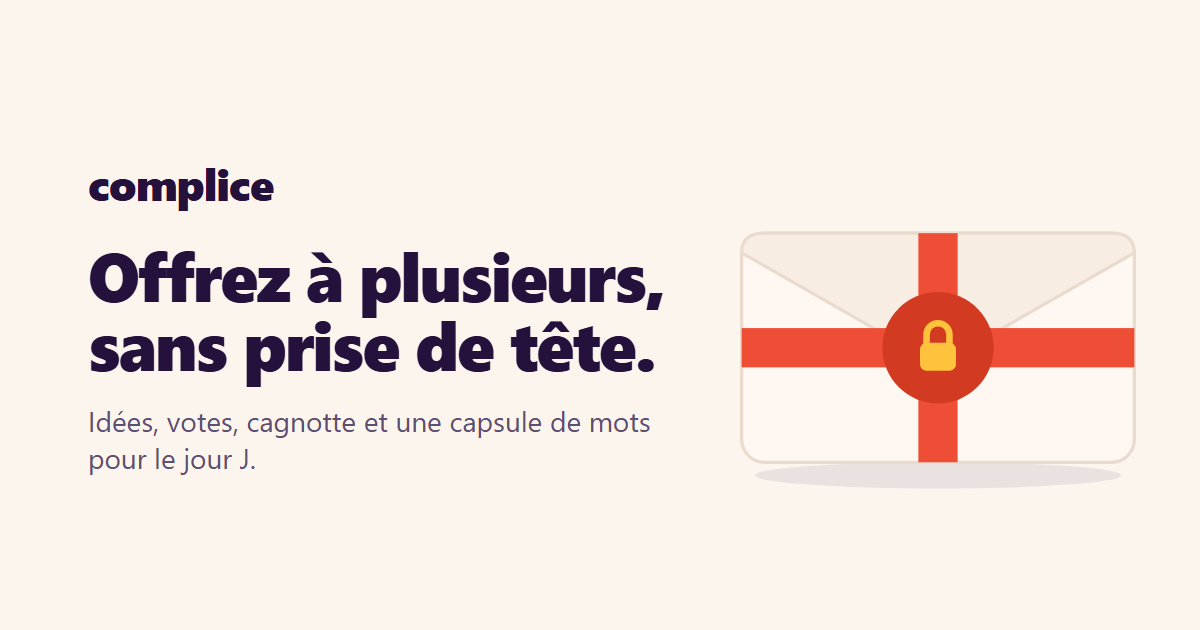 complice
Offrez à plusieurs,
sans prise de tête.
Idées, votes, cagnotte et une capsule de mots
pour le jour J.